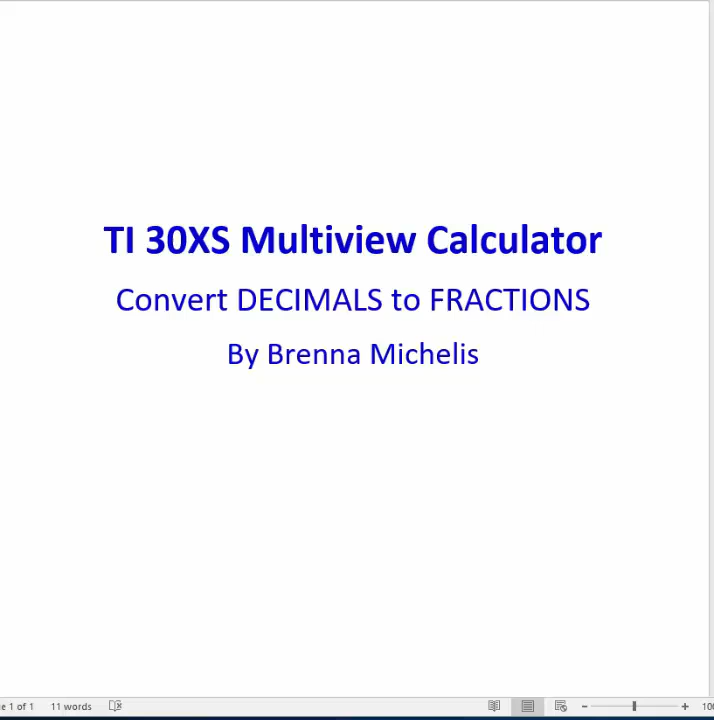 TI 30XS Multiview Calculator
Convert DECIMALS to FRACTIONS
By Brenna Michelis
1 of 1 11 words